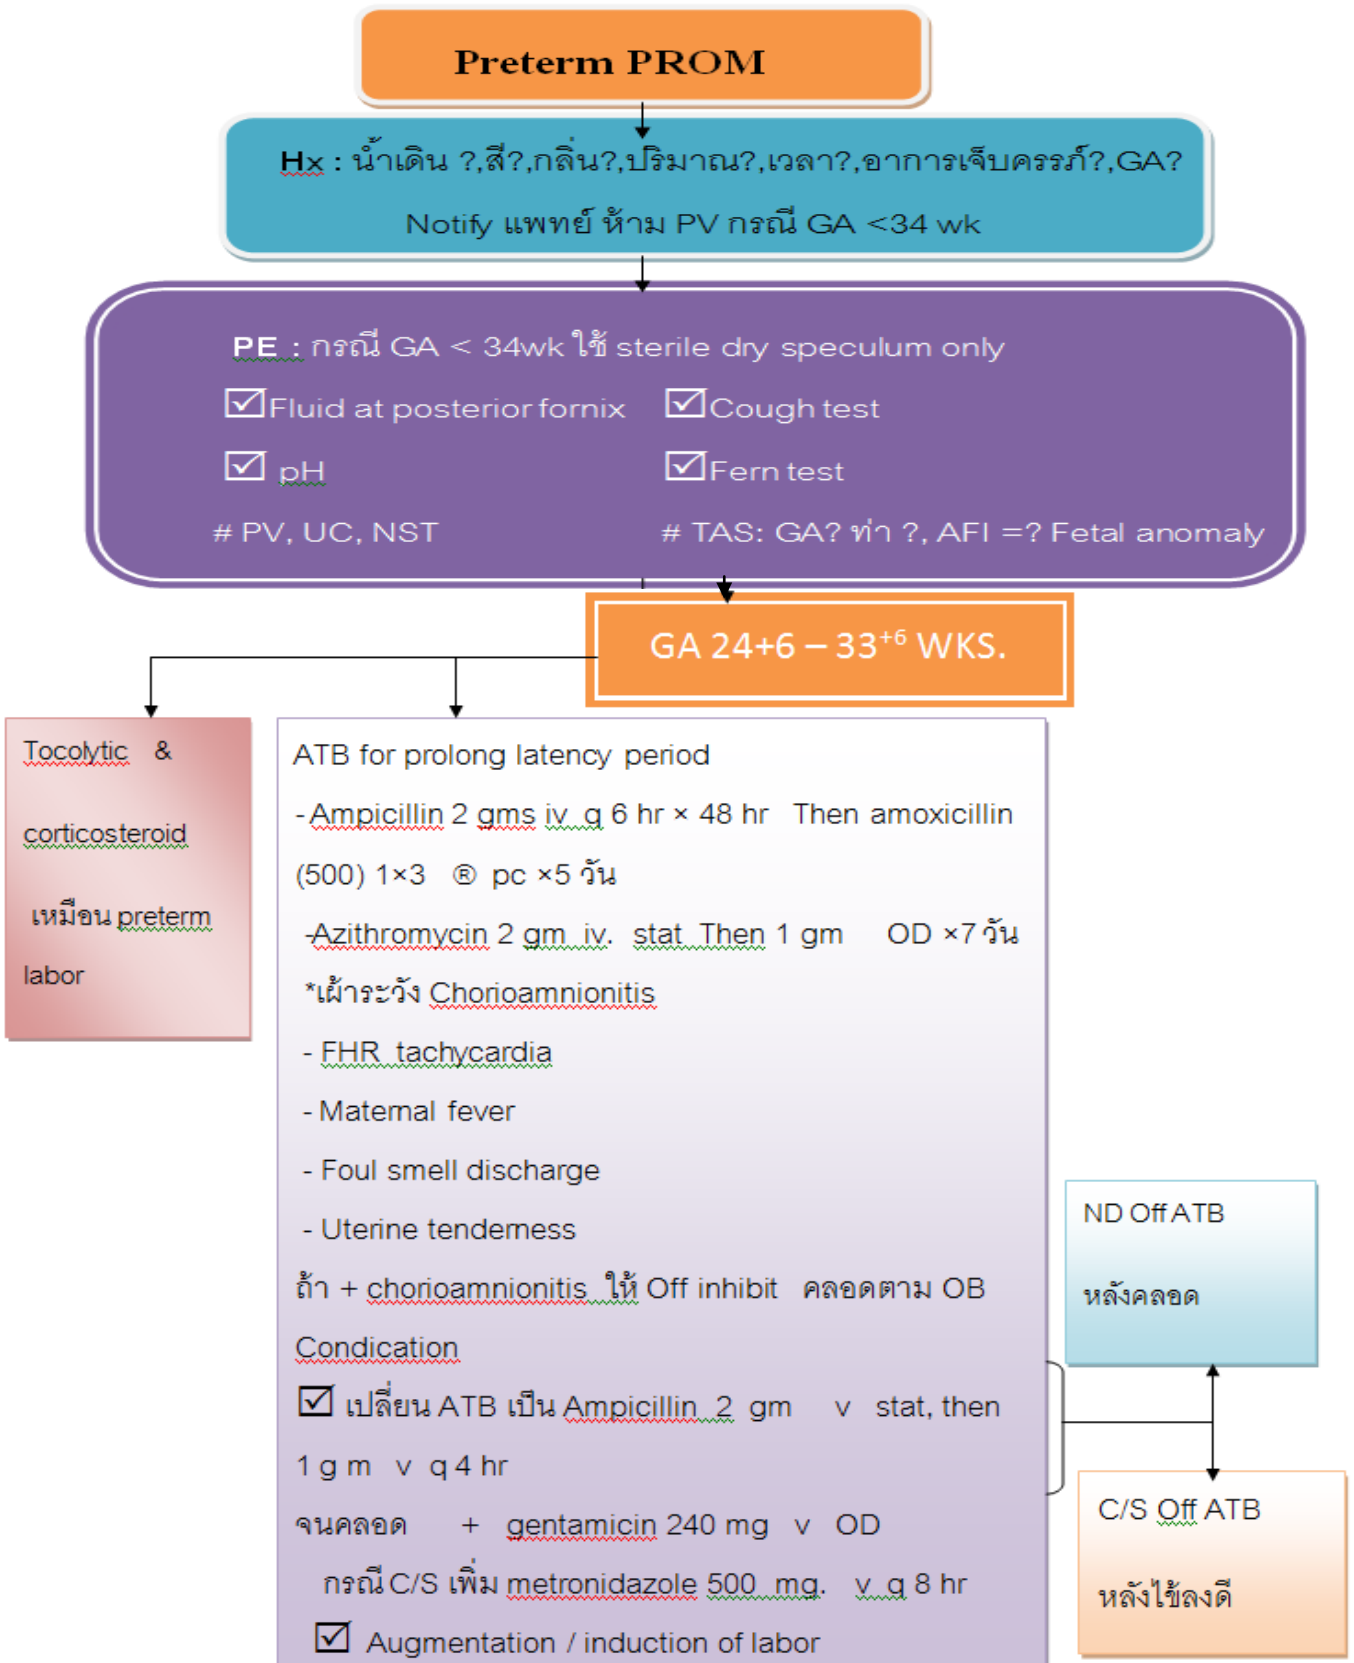 Preterm PROM
Hx : น้ำเดิน ?,สี?,กลิ่น?,ปริมาณ?,เวลา?,อาการเจ็บครรภ์?,GA?
Notify แพทย์ ห้าม PV กรณี GA <34 wk
PE : กรณี GA < 34wk ใช้ sterile dry speculum only
☑Fluid at posterior fornix ☑Cough test
☑ pH ☑Fern test
# PV, UC, NST # TAS: GA? ท่า ?, AFI =? Fetal anomaly
GA 24+6 – 33⁺⁶ WKS.
Tocolytic &
corticosteroid
เหมือน preterm
labor
ATB for prolong latency period
- Ampicillin 2 gms iv q 6 hr × 48 hr Then amoxicillin
(500) 1×3 ® pc ×5 วัน
-Azithromycin 2 gm iv. stat Then 1 gm OD ×7 วัน
*เฝ้าระวัง Chorioamnionitis
- FHR tachycardia
- Maternal fever
- Foul smell discharge
- Uterine tenderness
ถ้า + chorioamnionitis ให้ Off inhibit คลอดตาม OB
Condication
☑ เปลี่ยน ATB เป็น Ampicillin 2 gm v stat, then
1 g m v q 4 hr
จนคลอด + gentamicin 240 mg v OD
กรณี C/S เพิ่ม metronidazole 500 mg. v q 8 hr
☑ Augmentation / induction of labor
ND Off ATB
หลังคลอด
C/S Off ATB
หลังไข้ลงดี